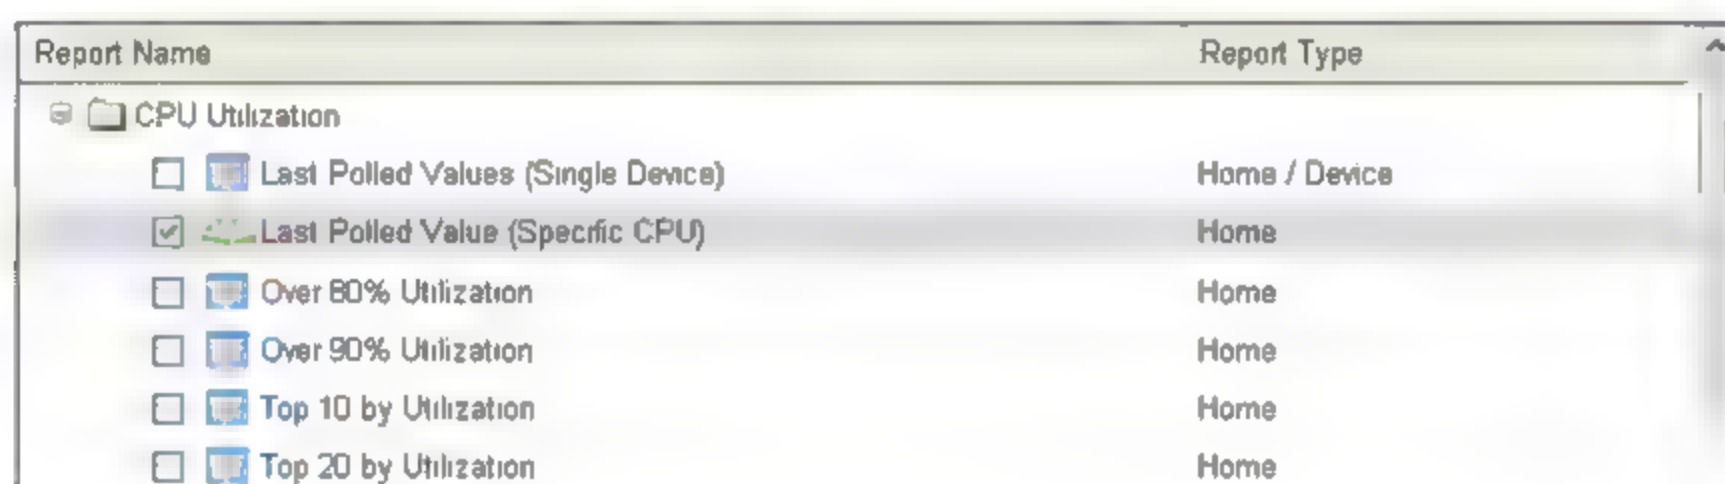 Report Name Report Type
CPU Utilization
Last Polled Values (Single Device) Home / Device
Last Polled Value (Specific CPU) Home
Over 80% Utilization Home
Over 90% Utilization Home
Top 10 by Utilization Home
Top 20 by Utilization Home